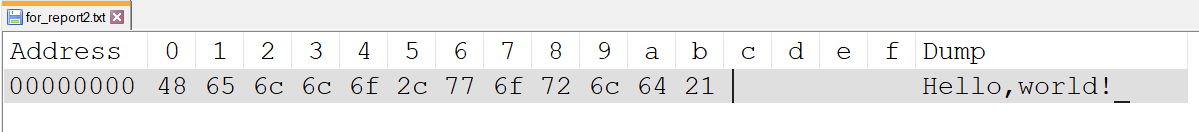 for_report2.txt
Address 0 1 2 3 4 5 6 7 8 9 a b c d e f Dump
00000000 48 65 6c 6c 6f 2c 77 6f 72 6c 64 21 Hello,world!